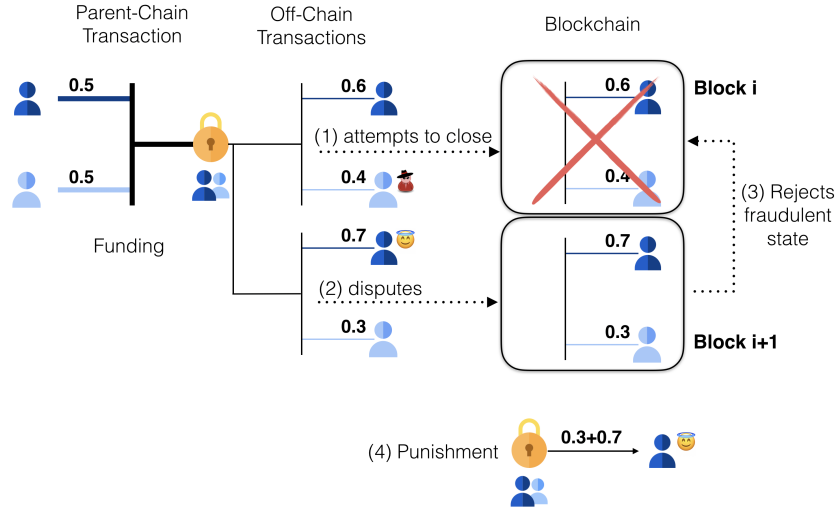 Parent-Chain
Transaction
Off-Chain
Transactions
Blockchain
0.5
0.5
Funding
0.6
(1) attempts to close
0.4
0.7
(2) disputes
0.3
0.6
0.4
Block i
0.7
0.3
Block i+1
(3) Rejects
fraudulent
state
(4) Punishment
0.3+0.7